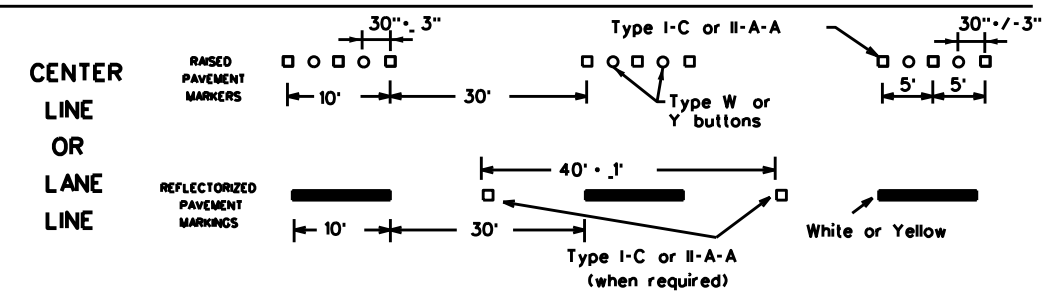 30"·_ 3"
Type I-C or II-A-A
30"·/-3"
CENTER
LINE
OR
LANE
LINE
RAISED
PAVEMENT
MARKERS
10'
30'
Type W or
Y buttons
5' 5'
40' · _1'
REFLECTORIZED
PAVEMENT
MARKINGS
10'
30'
Type I-C or II-A-A
(when required)
White or Yellow